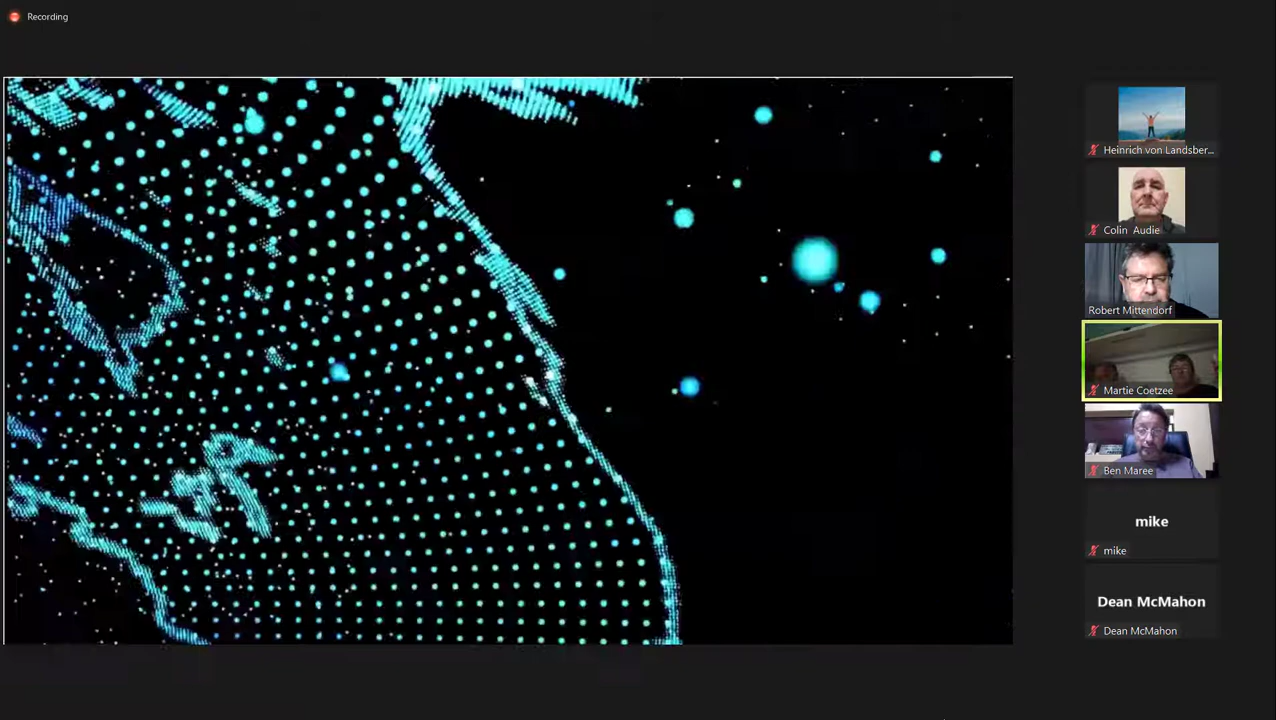 Recording
Heinrich von Landsber...
Colin Audie
Robert Mittendorf
Martie Coetzee
Ben Maree
mike
mike
Dean McMahon
Dean McMahon